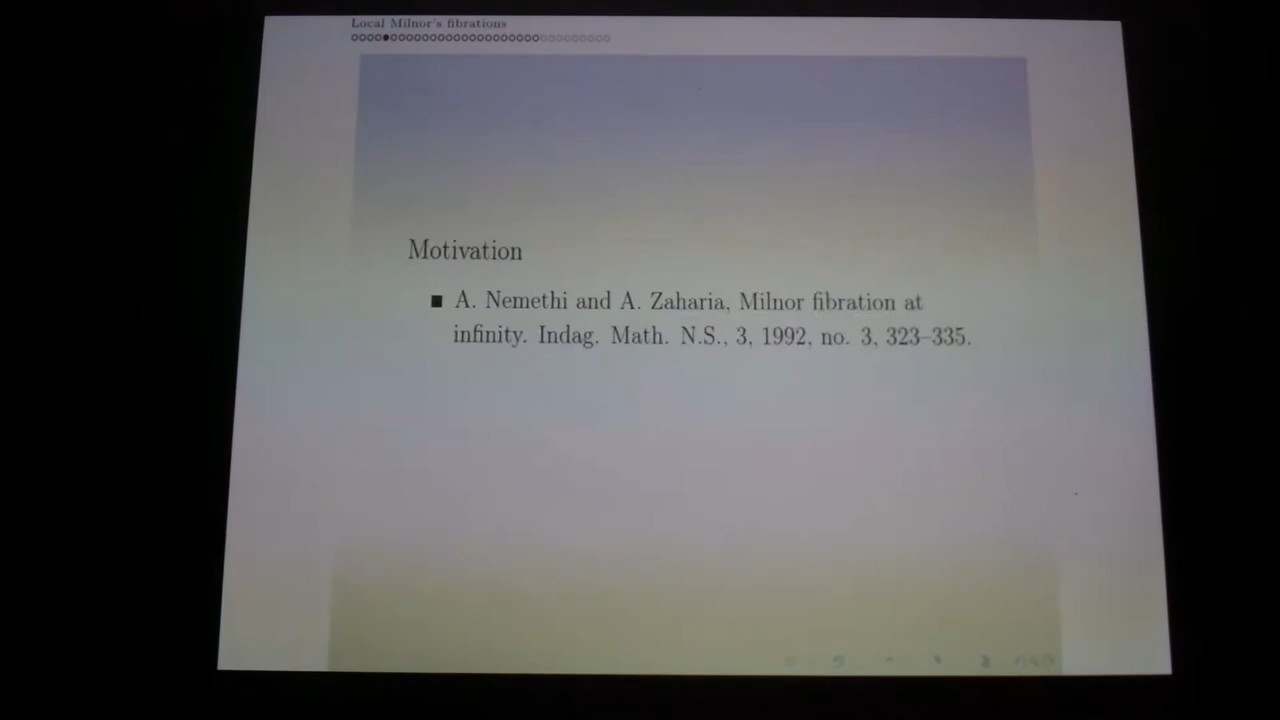 Local Milnor's fibrations
Motivation
■ A. Nemethi and A. Zaharia, Milnor fibration at
infinity. Indag. Math. N.S., 3, 1992, no. 3, 323–335.